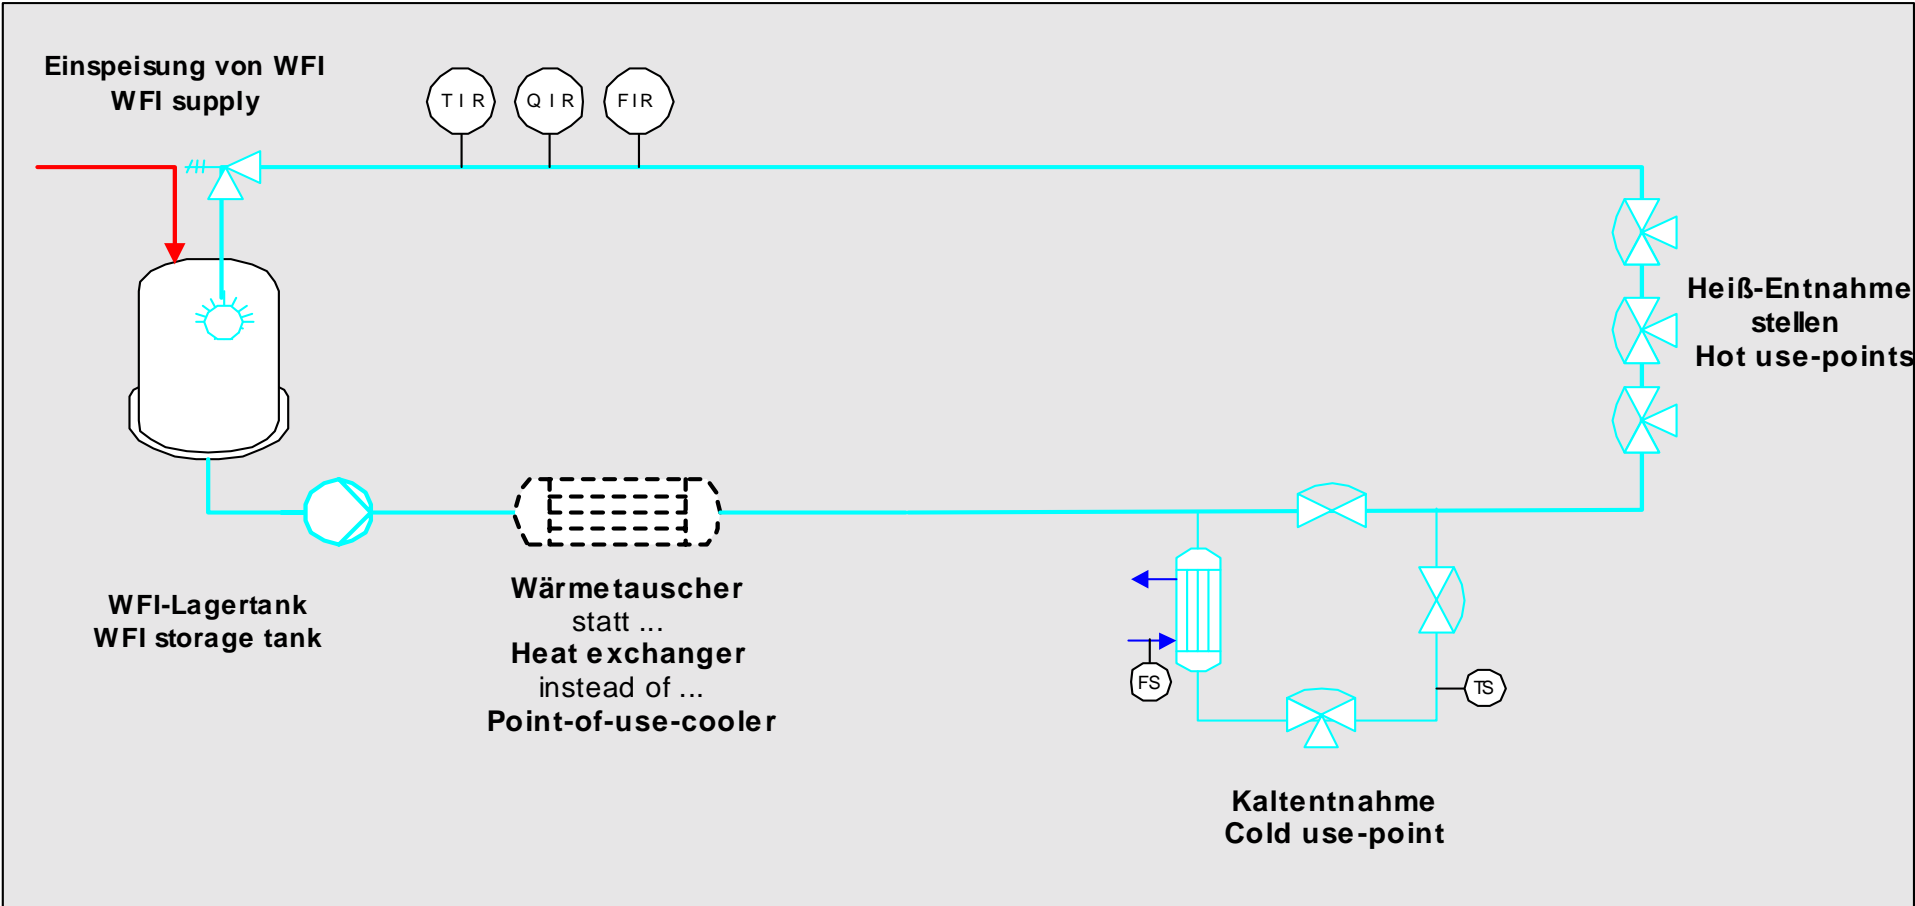 Einspeisung von WFI
WFI supply
TIR
QIR
FIR
Heiß-Entnahme
stellen
Hot use-points
WFI-Lagertank
WFI storage tank
Wärmetauscher
statt ...
Heat exchanger
instead of ...
Point-of-use-cooler
FS
TS
Kaltentnahme
Cold use-point